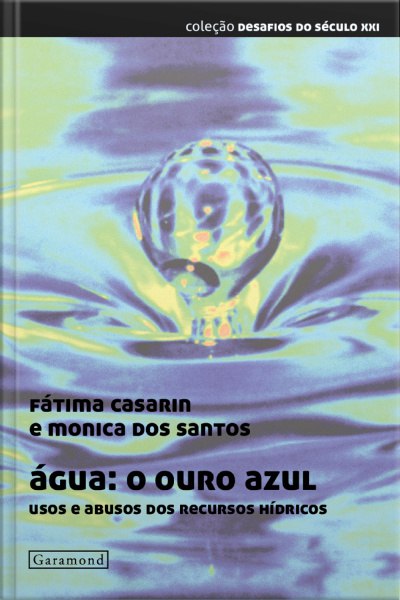 coleção DESAFIOS DO SÉCULO XXI
FÁTIMA CASARIN
E MONICA DOS SANTOS
ÁGUA: O OURO AZUL
USOS E ABUSOS DOS RECURSOS HÍDRICOS
Garamond